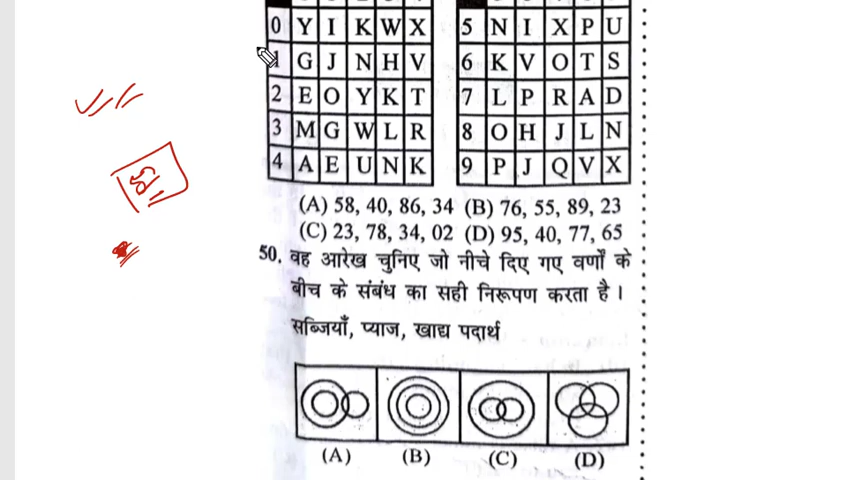 0 Y I K W X 5 N I X P U
1 G J N H V 6 K V O T S
2 E O Y K T 7 L P R A D
3 M G W L R 8 O H J L N
4 A E U N K 9 P J Q V X
(A) 58, 40, 86, 34 (B) 76, 55, 89, 23
(C) 23, 78, 34, 02 (D) 95, 40, 77, 65
50. वह आरेख चुनिए जो नीचे दिए गए वर्णों के
बीच के संबंध का सही निरूपण करता है ।
सब्जियाँ, प्याज, खाद्य पदार्थ
(A) (B) (C) (D)